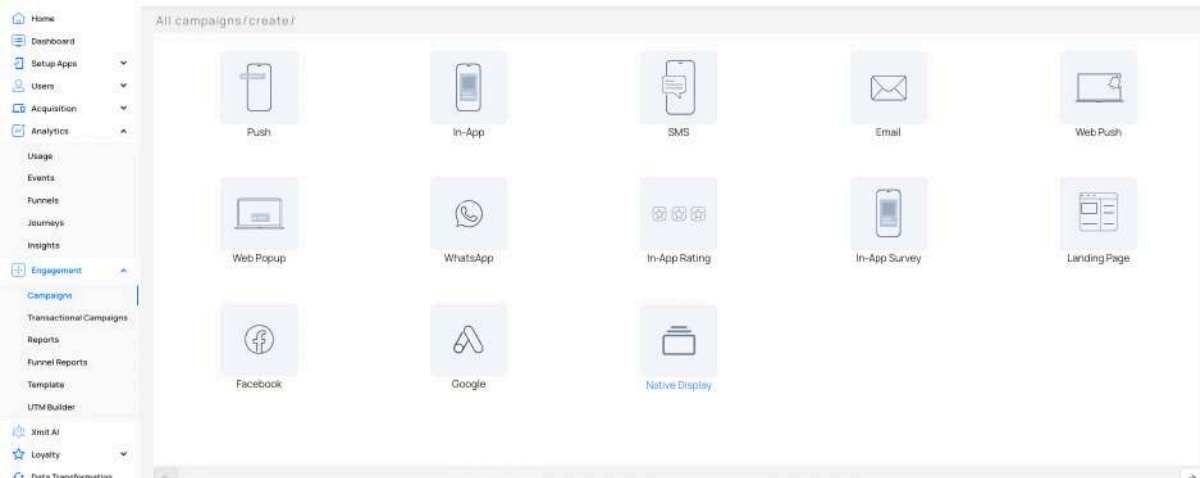 Home
All campaigns/create/
Dashboard
Setup Apps
Users
Acquisition
Analytics
Usage
Events
Funnels
Journeys
Insights
Engagement
Campaigns
Transactional Campaigns
Reports
Funnel Reports
Template
UTM Builder
Xmit AI
Loyalty
Data Transformation
Push
In-App
SMS
Email
Web Push
Web Popup
WhatsApp
In-App Rating
In-App Survey
Landing Page
Facebook
Google
Native Display